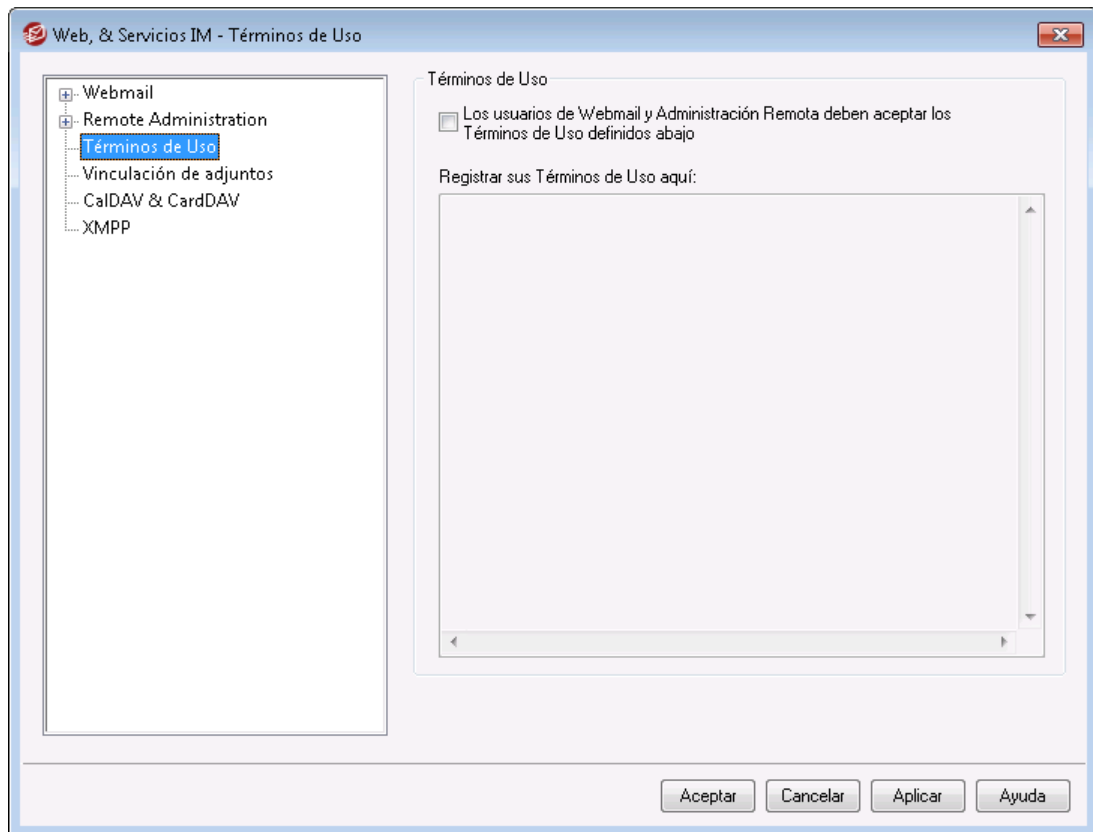 Web, & Servicios IM - Términos de Uso
Webmail
Remote Administration
Términos de Uso
Vinculación de adjuntos
CalDAV & CardDAV
XMPP
Términos de Uso
Los usuarios de Webmail y Administración Remota deben aceptar los
Términos de Uso definidos abajo
Registrar sus Términos de Uso aquí:
Aceptar
Cancelar
Aplicar
Ayuda